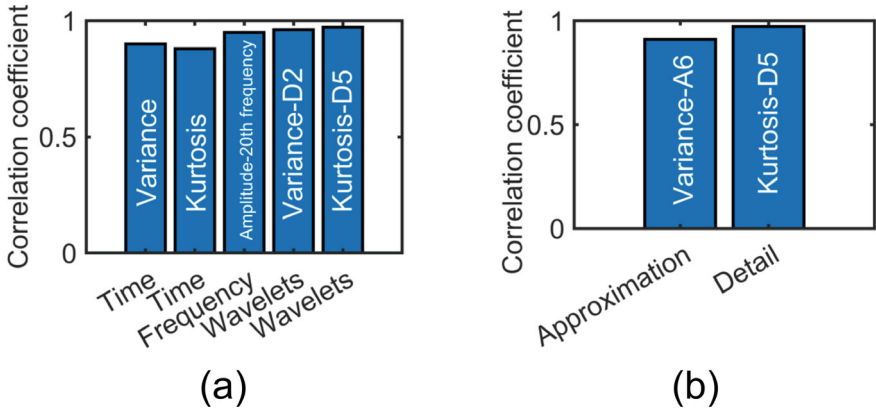 Correlation coefficient
1
0.5
0
Variance
Kurtosis
Amplitude-20th frequency
Variance-D2
Kurtosis-D5
Time
Time
Frequency
Wavelets
Wavelets
(a)
Correlation coefficient
1
0.5
0
Variance-A6
Kurtosis-D5
Approximation
Detail
(b)